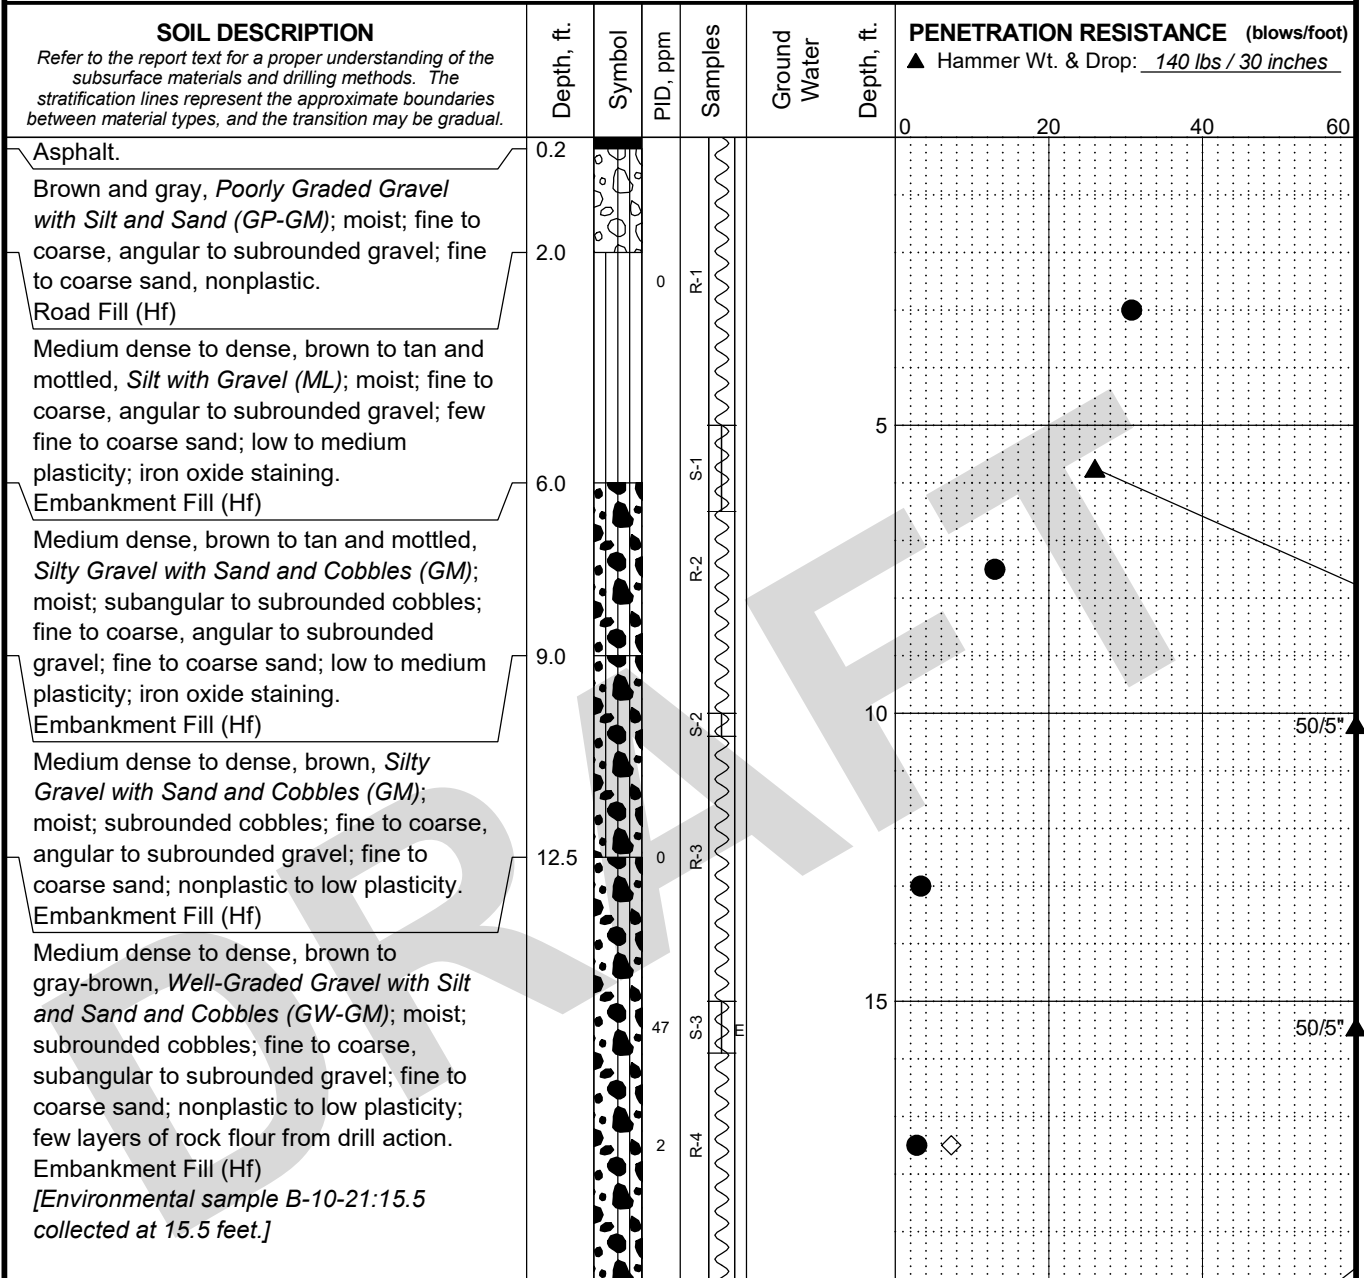 SOIL DESCRIPTION
Refer to the report text for a proper understanding of the
subsurface materials and drilling methods. The
stratification lines represent the approximate boundaries
between material types, and the transition may be gradual.
Depth, ft.
Symbol
PID, ppm
Samples
Ground
Water
Depth, ft.
PENETRATION RESISTANCE (blows/foot)
▲ Hammer Wt. & Drop: 140 lbs / 30 inches
0 20 40 60
Asphalt.
0.2
Brown and gray, Poorly Graded Gravel
with Silt and Sand (GP-GM); moist; fine to
coarse, angular to subrounded gravel; fine
to coarse sand, nonplastic.
Road Fill (Hf)
2.0
0
R-1
Medium dense to dense, brown to tan and
mottled, Silt with Gravel (ML); moist; fine to
coarse, angular to subrounded gravel; few
fine to coarse sand; low to medium
plasticity; iron oxide staining.
Embankment Fill (Hf)
5
S-1
6.0
Medium dense, brown to tan and mottled,
Silty Gravel with Sand and Cobbles (GM);
moist; subangular to subrounded cobbles;
fine to coarse, angular to subrounded
gravel; fine to coarse sand; low to medium
plasticity; iron oxide staining.
Embankment Fill (Hf)
R-2
9.0
S-2
10
50/5"
Medium dense to dense, brown, Silty
Gravel with Sand and Cobbles (GM);
moist; subrounded cobbles; fine to coarse,
angular to subrounded gravel; fine to
coarse sand; nonplastic to low plasticity.
Embankment Fill (Hf)
12.5
0
R-3
Medium dense to dense, brown to
gray-brown, Well-Graded Gravel with Silt
and Sand and Cobbles (GW-GM); moist;
subrounded cobbles; fine to coarse,
subangular to subrounded gravel; fine to
coarse sand; nonplastic to low plasticity;
few layers of rock flour from drill action.
Embankment Fill (Hf)
[Environmental sample B-10-21:15.5
collected at 15.5 feet.]
15
47
S-3
E
50/5"
2
R-4
DRAFT